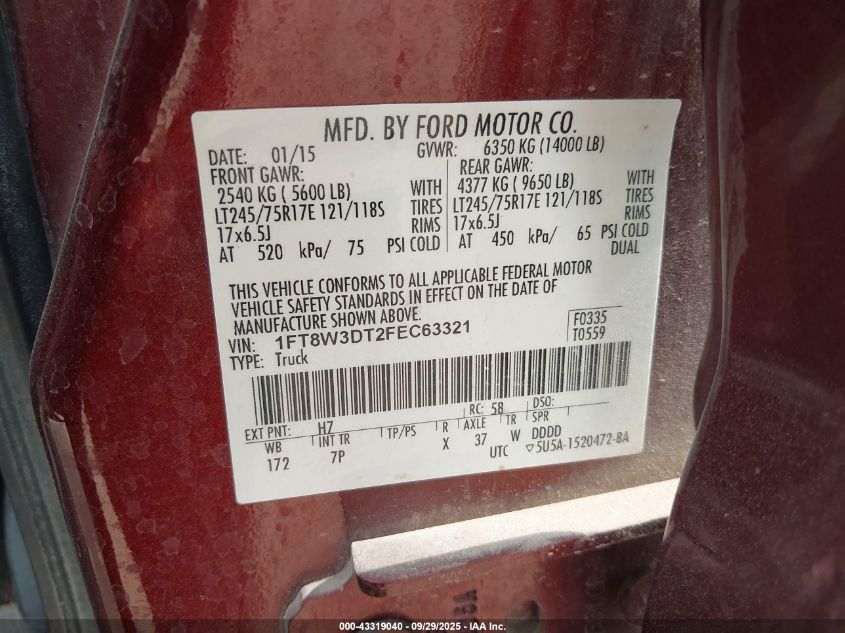 MFD. BY FORD MOTOR CO.
DATE: 01/15 GVWR: 6350 KG (14000 LB)
FRONT GAWR: REAR GAWR:
2540 KG ( 5600 LB) WITH 4377 KG ( 9650 LB) WITH
LT245/75R17E 121/118S TIRES LT245/75R17E 121/118S TIRES
17x6.5J RIMS 17x6.5J RIMS
AT 520 kPa/ 75 PSI COLD AT 450 kPa/ 65 PSI COLD
DUAL
THIS VEHICLE CONFORMS TO ALL APPLICABLE FEDERAL MOTOR
VEHICLE SAFETY STANDARDS IN EFFECT ON THE DATE OF
MANUFACTURE SHOWN ABOVE.
VIN: 1FT8W3DT2FEC63321 F0335
TYPE: Truck T0559
EXT PNT: H7 RC: 58 DSO:
WB INT TR TP/PS R AXLE TR SPR
172 7P X 37 W DDDD
UTC ▽5U5A-1520472-BA
000-43319040 - 09/29/2025 - IAA Inc.